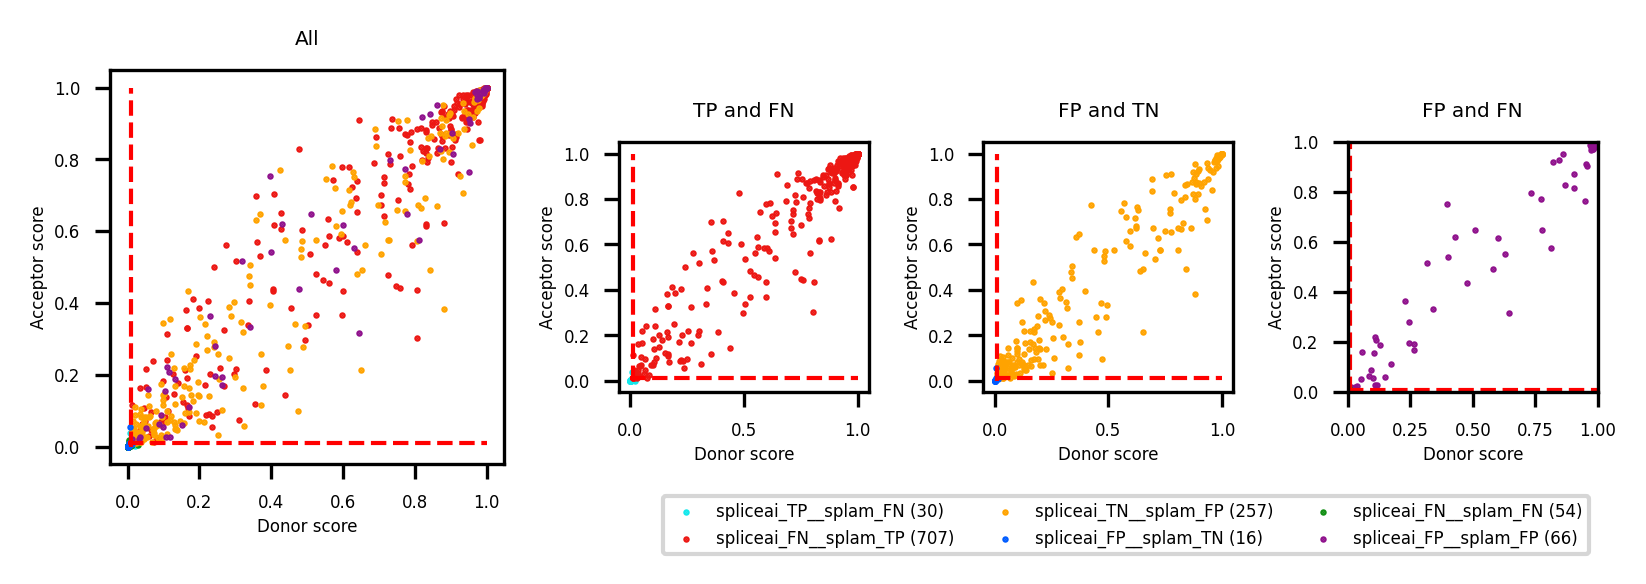 All
1.0
0.8
0.6
0.4
0.2
0.0
Acceptor score
0.0 0.2 0.4 0.6 0.8 1.0
Donor score
TP and FN
1.0
0.8
0.6
0.4
0.2
0.0
Acceptor score
0.0 0.5 1.0
Donor score
FP and TN
1.0
0.8
0.6
0.4
0.2
0.0
Acceptor score
0.0 0.5 1.0
Donor score
FP and FN
1.0
0.8
0.6
0.4
0.2
0.0
Acceptor score
0.00 0.25 0.50 0.75 1.00
Donor score
spliceai_TP__splam_FN (30)
spliceai_FN__splam_TP (707)
spliceai_TN__splam_FP (257)
spliceai_FP__splam_TN (16)
spliceai_FN__splam_FN (54)
spliceai_FP__splam_FP (66)